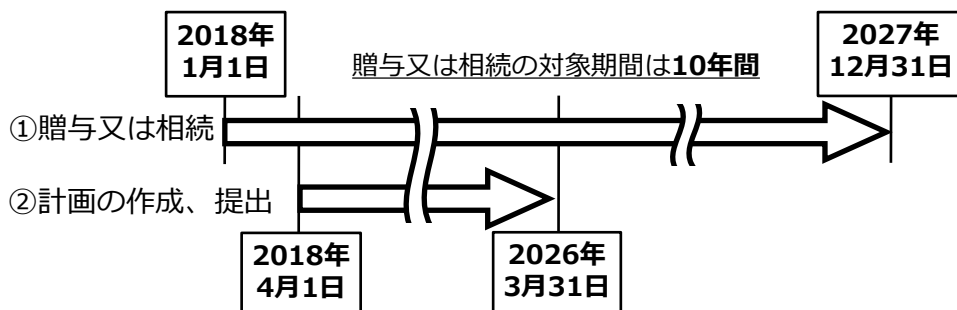 2018年
1月1日
贈与又は相続の対象期間は10年間
2027年
12月31日
①贈与又は相続
②計画の作成、提出
2018年
4月1日
2026年
3月31日